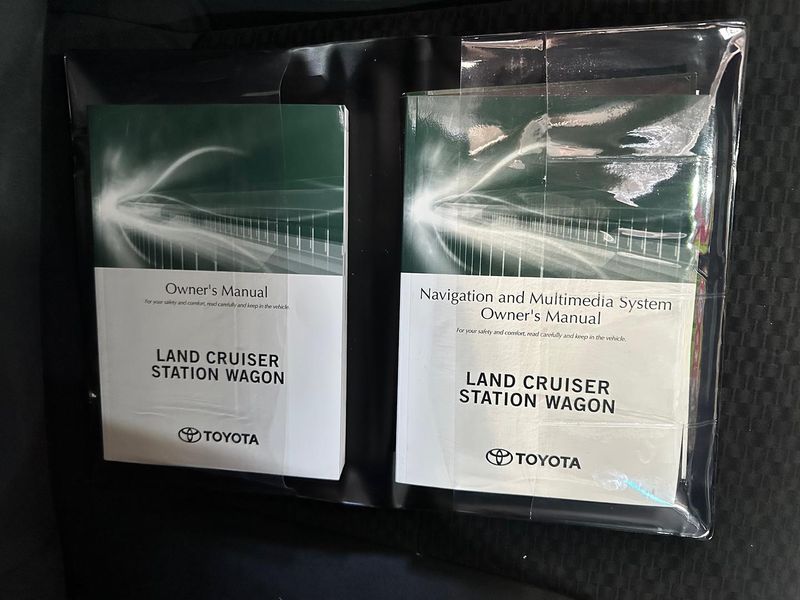 Owner's Manual
For your safety and comfort, read carefully and keep in the vehicle.
LAND CRUISER
STATION WAGON
TOYOTA
Navigation and Multimedia System
Owner's Manual
For your safety and comfort, read carefully and keep in the vehicle.
LAND CRUISER
STATION WAGON
TOYOTA